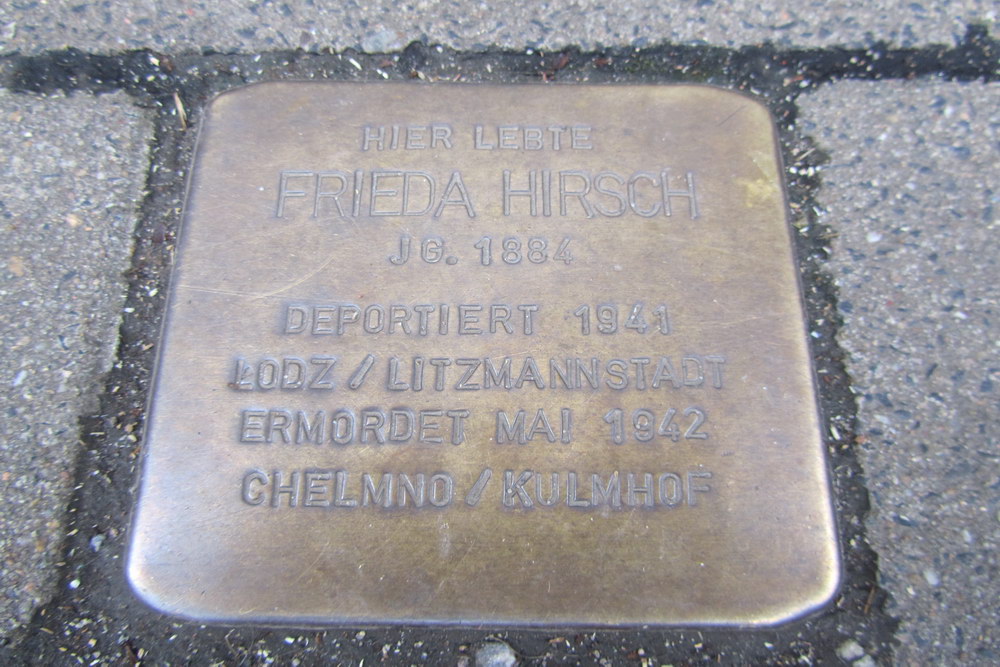 HIER LEBTE
FRIEDA HIRSCH
JG. 1884
DEPORTIERT 1941
ŁODZ / LITZMANNSTADT
ERMORDET MAI 1942
CHELMNO / KULMHOF